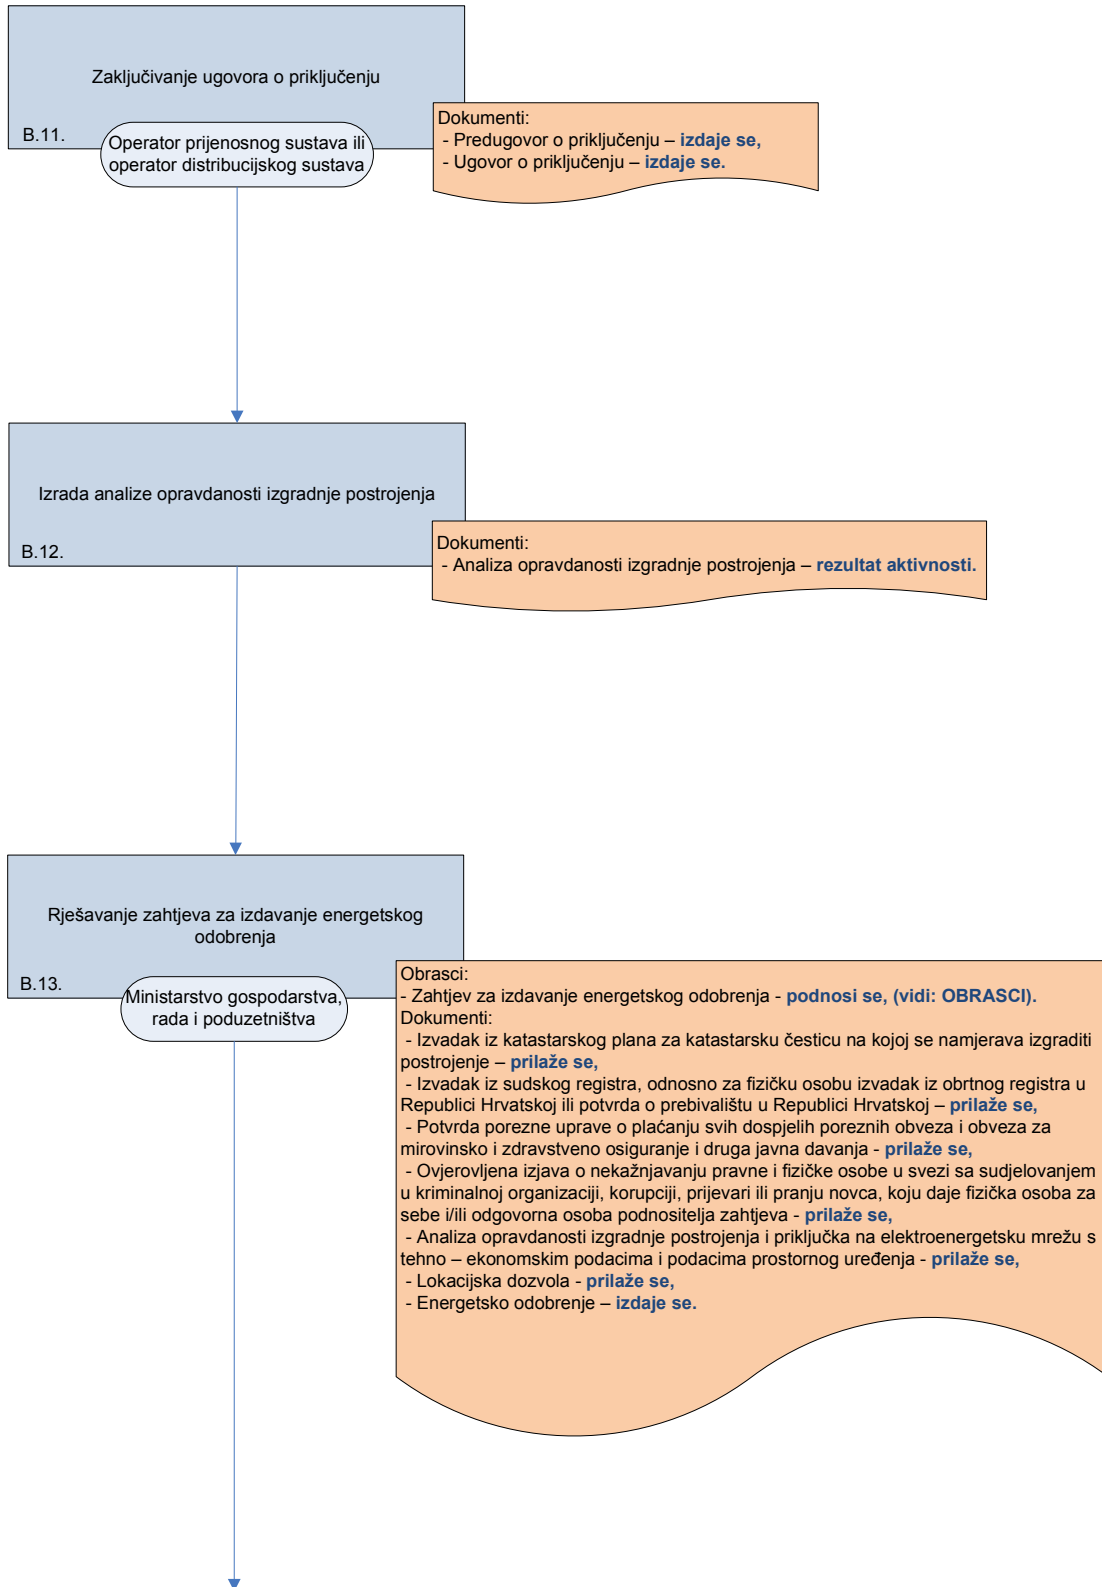 Zaključivanje ugovora o priključenju
B.11.
Operator prijenosnog sustava ili
operator distribucijskog sustava
Dokumenti:
- Predugovor o priključenju – izdaje se,
- Ugovor o priključenju – izdaje se.
Izrada analize opravdanosti izgradnje postrojenja
B.12.
Dokumenti:
- Analiza opravdanosti izgradnje postrojenja – rezultat aktivnosti.
Rješavanje zahtjeva za izdavanje energetskog
odobrenja
B.13.
Ministarstvo gospodarstva,
rada i poduzetništva
Obrasci:
- Zahtjev za izdavanje energetskog odobrenja - podnosi se, (vidi: OBRASCI).
Dokumenti:
- Izvadak iz katastarskog plana za katastarsku česticu na kojoj se namjerava izgraditi
postrojenje – prilaže se,
- Izvadak iz sudskog registra, odnosno za fizičku osobu izvadak iz obrtnog registra u
Republici Hrvatskoj ili potvrda o prebivalištu u Republici Hrvatskoj – prilaže se,
- Potvrda porezne uprave o plaćanju svih dospjelih poreznih obveza i obveza za
mirovinsko i zdravstveno osiguranje i druga javna davanja - prilaže se,
- Ovjerovljena izjava o nekažnjavanju pravne i fizičke osobe u svezi sa sudjelovanjem
u kriminalnoj organizaciji, korupciji, prijevari ili pranju novca, koju daje fizička osoba za
sebe i/ili odgovorna osoba podnositelja zahtjeva - prilaže se,
- Analiza opravdanosti izgradnje postrojenja i priključka na elektroenergetsku mrežu s
tehno – ekonomskim podacima i podacima prostornog uređenja - prilaže se,
- Lokacijska dozvola - prilaže se,
- Energetsko odobrenje – izdaje se.